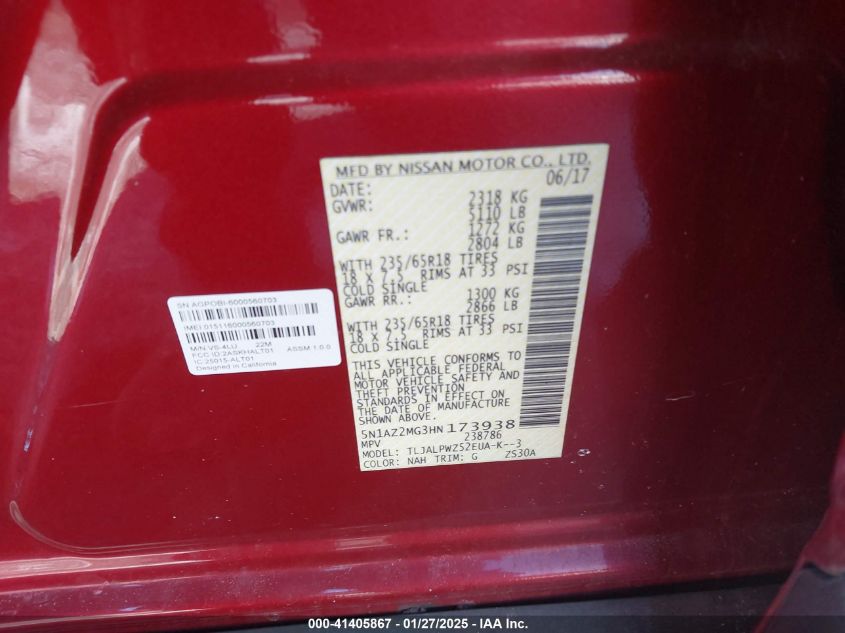 MFD BY NISSAN MOTOR CO., LTD.
DATE: 06/17
GVWR: 2318 KG
5110 LB
GAWR FR.: 1272 KG
2804 LB
WITH 235/65R18 TIRES
18 X 7.5 RIMS AT 33 PSI
COLD SINGLE
GAWR RR.: 1300 KG
2866 LB
WITH 235/65R18 TIRES
18 X 7.5 RIMS AT 33 PSI
COLD SINGLE
THIS VEHICLE CONFORMS TO
ALL APPLICABLE FEDERAL
MOTOR VEHICLE SAFETY AND
THEFT PREVENTION
STANDARDS IN EFFECT ON
THE DATE OF MANUFACTURE
SHOWN ABOVE.
5N1AZ2MG3HN173938
MPV 238786
MODEL: TLJALPWZ52EUA-K--3
COLOR: NAH TRIM: G ZS30A
SN AGPOBI-6000560703
IMEI 015116000560703
M/N VS-4LU 22M
FCC ID:2ASKHALT01 ASSM 1.0.0
IC:25015-ALT01
Designed in California
000-41405867 - 01/27/2025 - IAA, Inc.